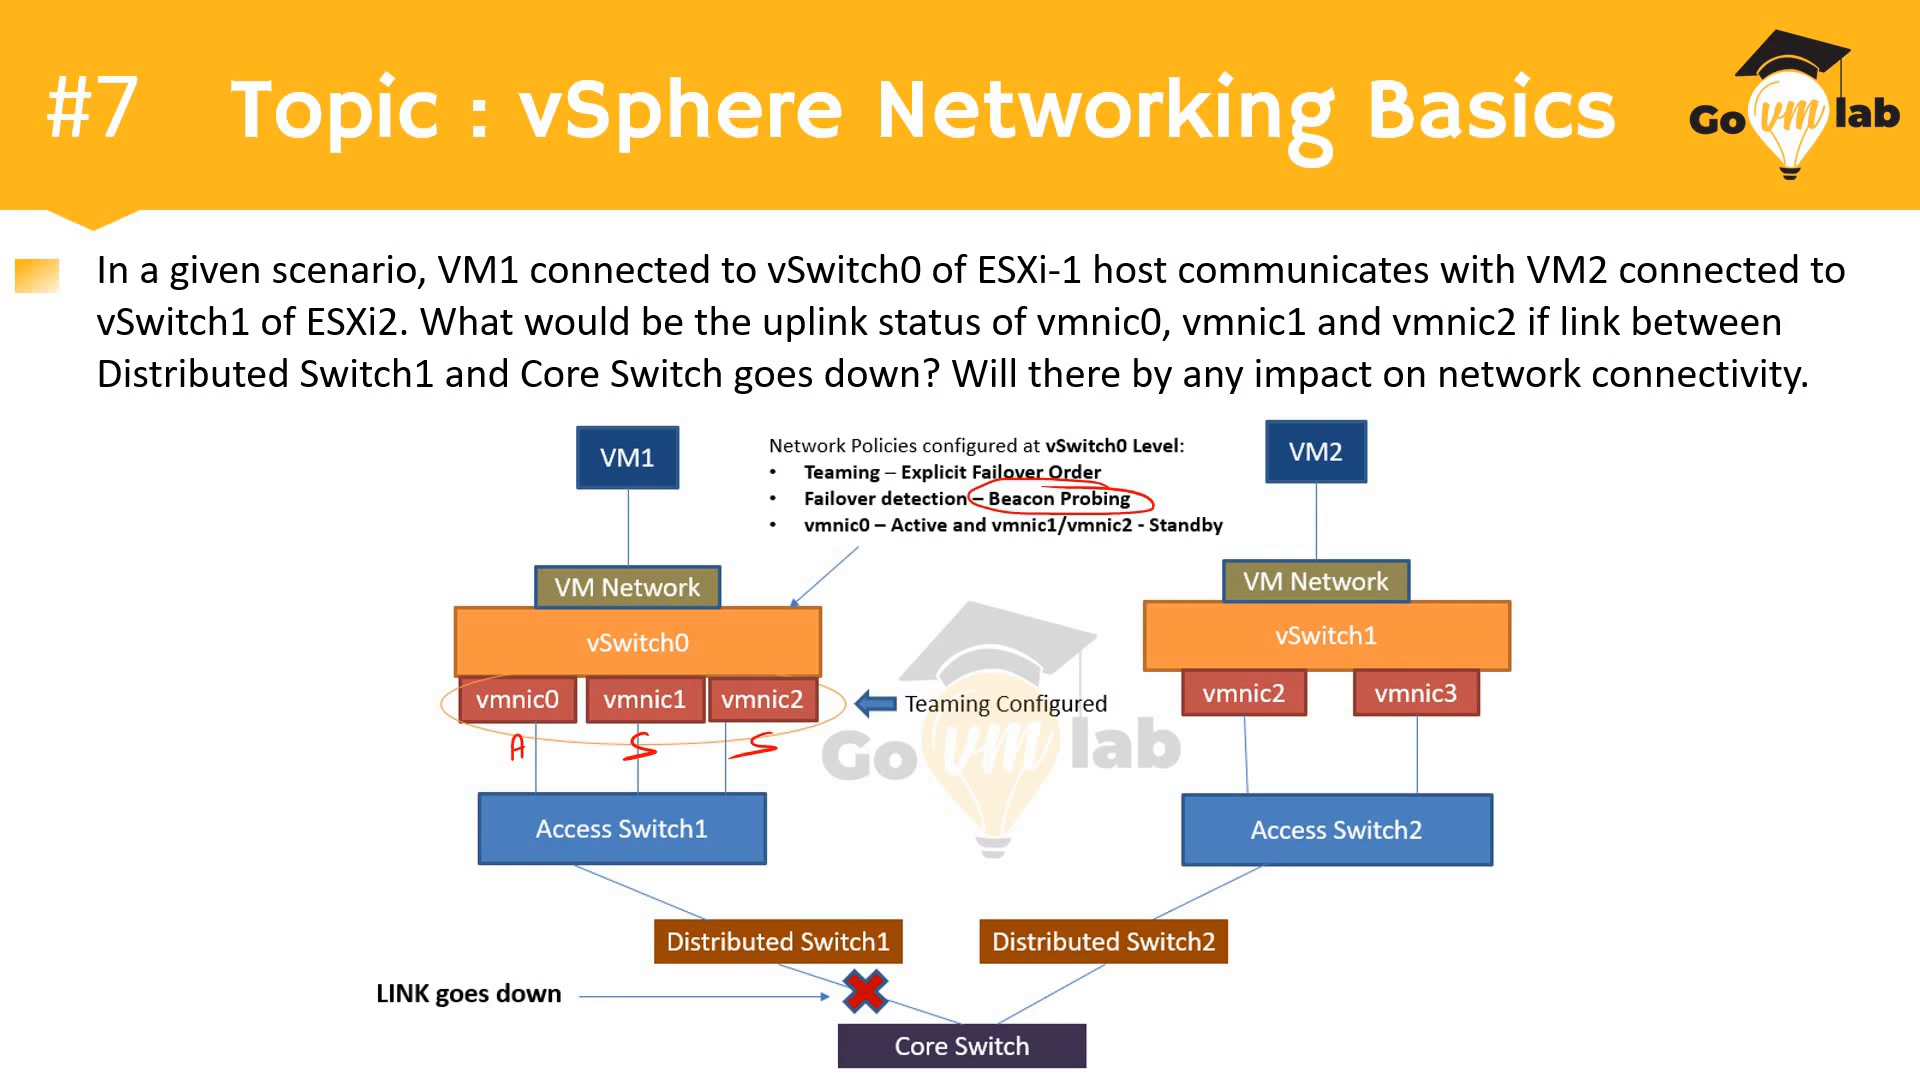 #7 Topic : vSphere Networking Basics
Go vm lab
In a given scenario, VM1 connected to vSwitch0 of ESXi-1 host communicates with VM2 connected to
vSwitch1 of ESXi2. What would be the uplink status of vmnic0, vmnic1 and vmnic2 if link between
Distributed Switch1 and Core Switch goes down? Will there by any impact on network connectivity.
VM1
Network Policies configured at vSwitch0 Level:
• Teaming – Explicit Failover Order
• Failover detection – Beacon Probing
• vmnic0 – Active and vmnic1/vmnic2 - Standby
VM2
VM Network
VM Network
vSwitch0
vSwitch1
vmnic0 vmnic1 vmnic2
Teaming Configured
vmnic2 vmnic3
A S S
Go vm lab
Access Switch1
Access Switch2
Distributed Switch1
Distributed Switch2
LINK goes down
Core Switch